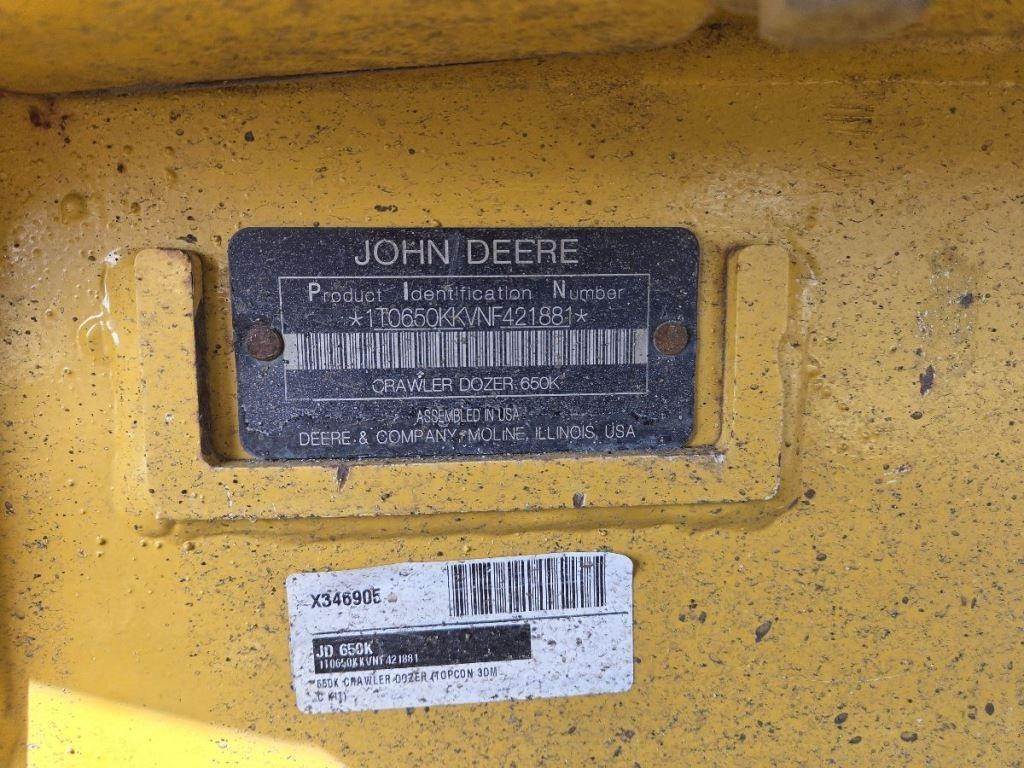 JOHN DEERE
Product Identification Number
*1T0650KKVNF421881*
CRAWLER DOZER 650K
ASSEMBLED IN USA
DEERE & COMPANY, MOLINE, ILLINOIS, USA
X346905
JD 650K
1T0650KKVNF421881
650K CRAWLER DOZER (TOPCON 3DM
C KIT)